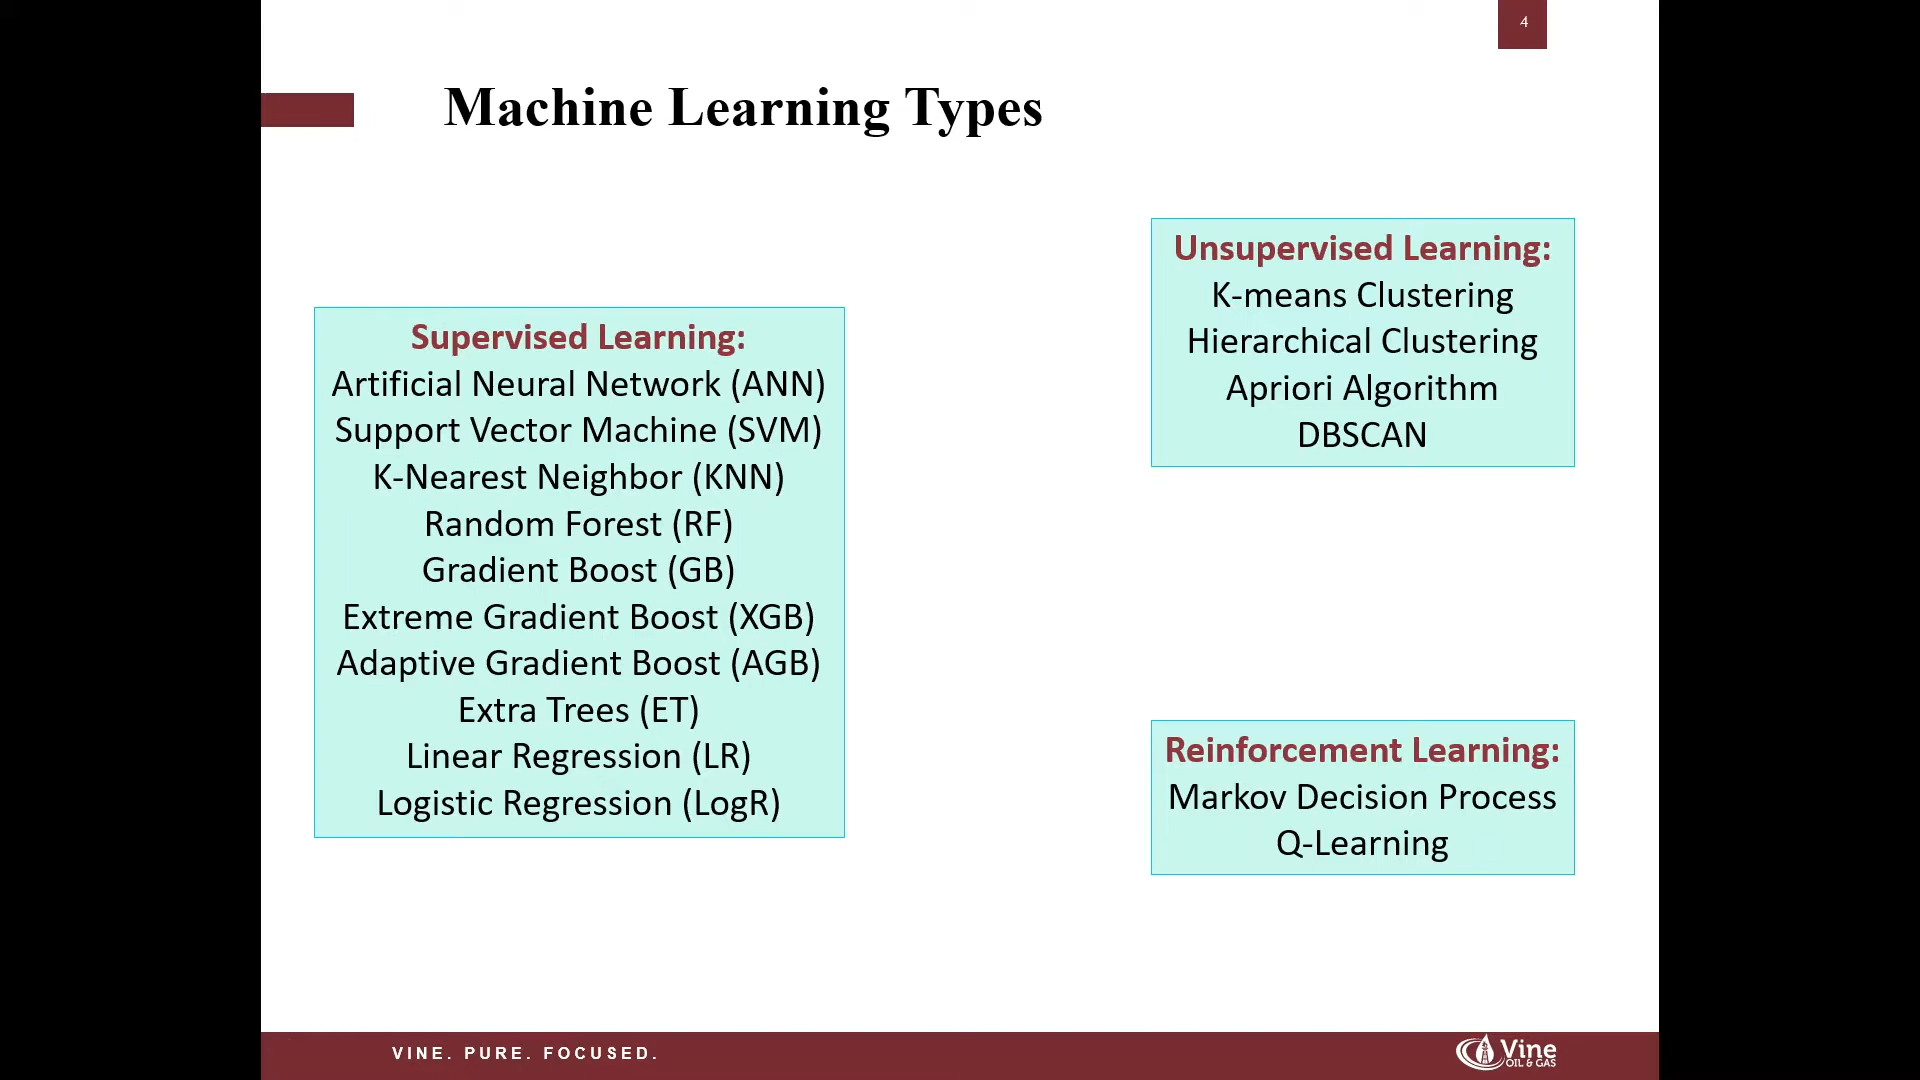 4
Machine Learning Types
Supervised Learning:
Artificial Neural Network (ANN)
Support Vector Machine (SVM)
K-Nearest Neighbor (KNN)
Random Forest (RF)
Gradient Boost (GB)
Extreme Gradient Boost (XGB)
Adaptive Gradient Boost (AGB)
Extra Trees (ET)
Linear Regression (LR)
Logistic Regression (LogR)
Unsupervised Learning:
K-means Clustering
Hierarchical Clustering
Apriori Algorithm
DBSCAN
Reinforcement Learning:
Markov Decision Process
Q-Learning
VINE. PURE. FOCUSED.
Vine
OIL & GAS